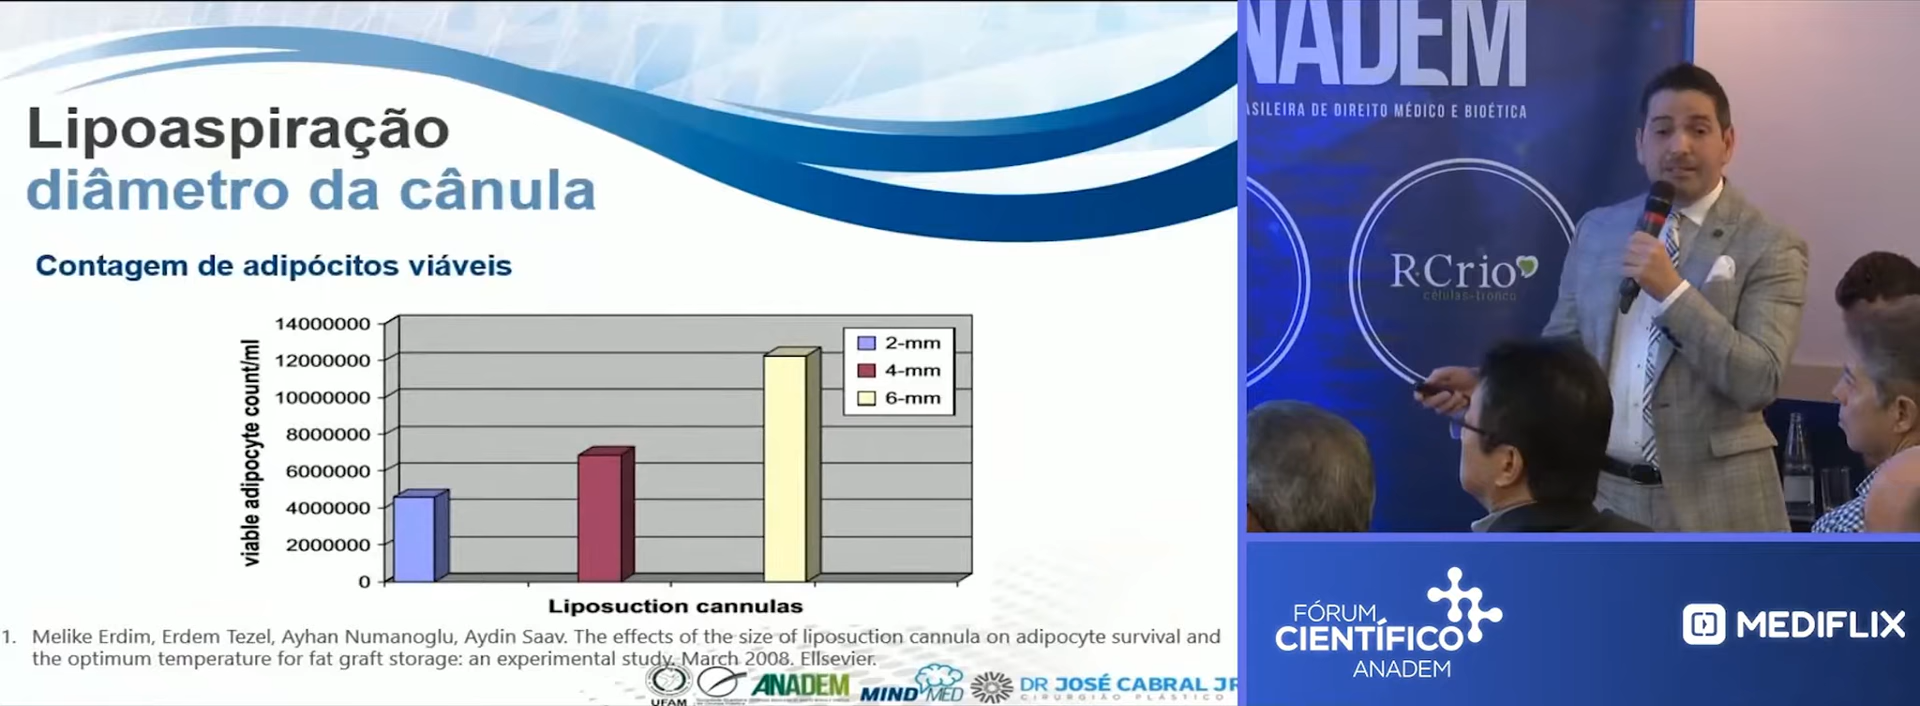 Lipoaspiração
diâmetro da cânula
Contagem de adipócitos viáveis
viable adipocyte count/ml
14000000
12000000
10000000
8000000
6000000
4000000
2000000
0
2-mm
4-mm
6-mm
Liposuction cannulas
1. Melike Erdim, Erdem Tezel, Ayhan Numanoglu, Aydin Saav. The effects of the size of liposuction cannula on adipocyte survival and
the optimum temperature for fat graft storage: an experimental study. March 2008. Ellsevier.
UFAM
ANADEM
MINDMED
DR JOSÉ CABRAL JR
CIRURGIÃO PLÁSTICO
NADEM
ASILEIRA DE DIREITO MÉDICO E BIOÉTICA
R·Crio
células-tronco
FÓRUM
CIENTÍFICO
ANADEM
MEDIFLIX